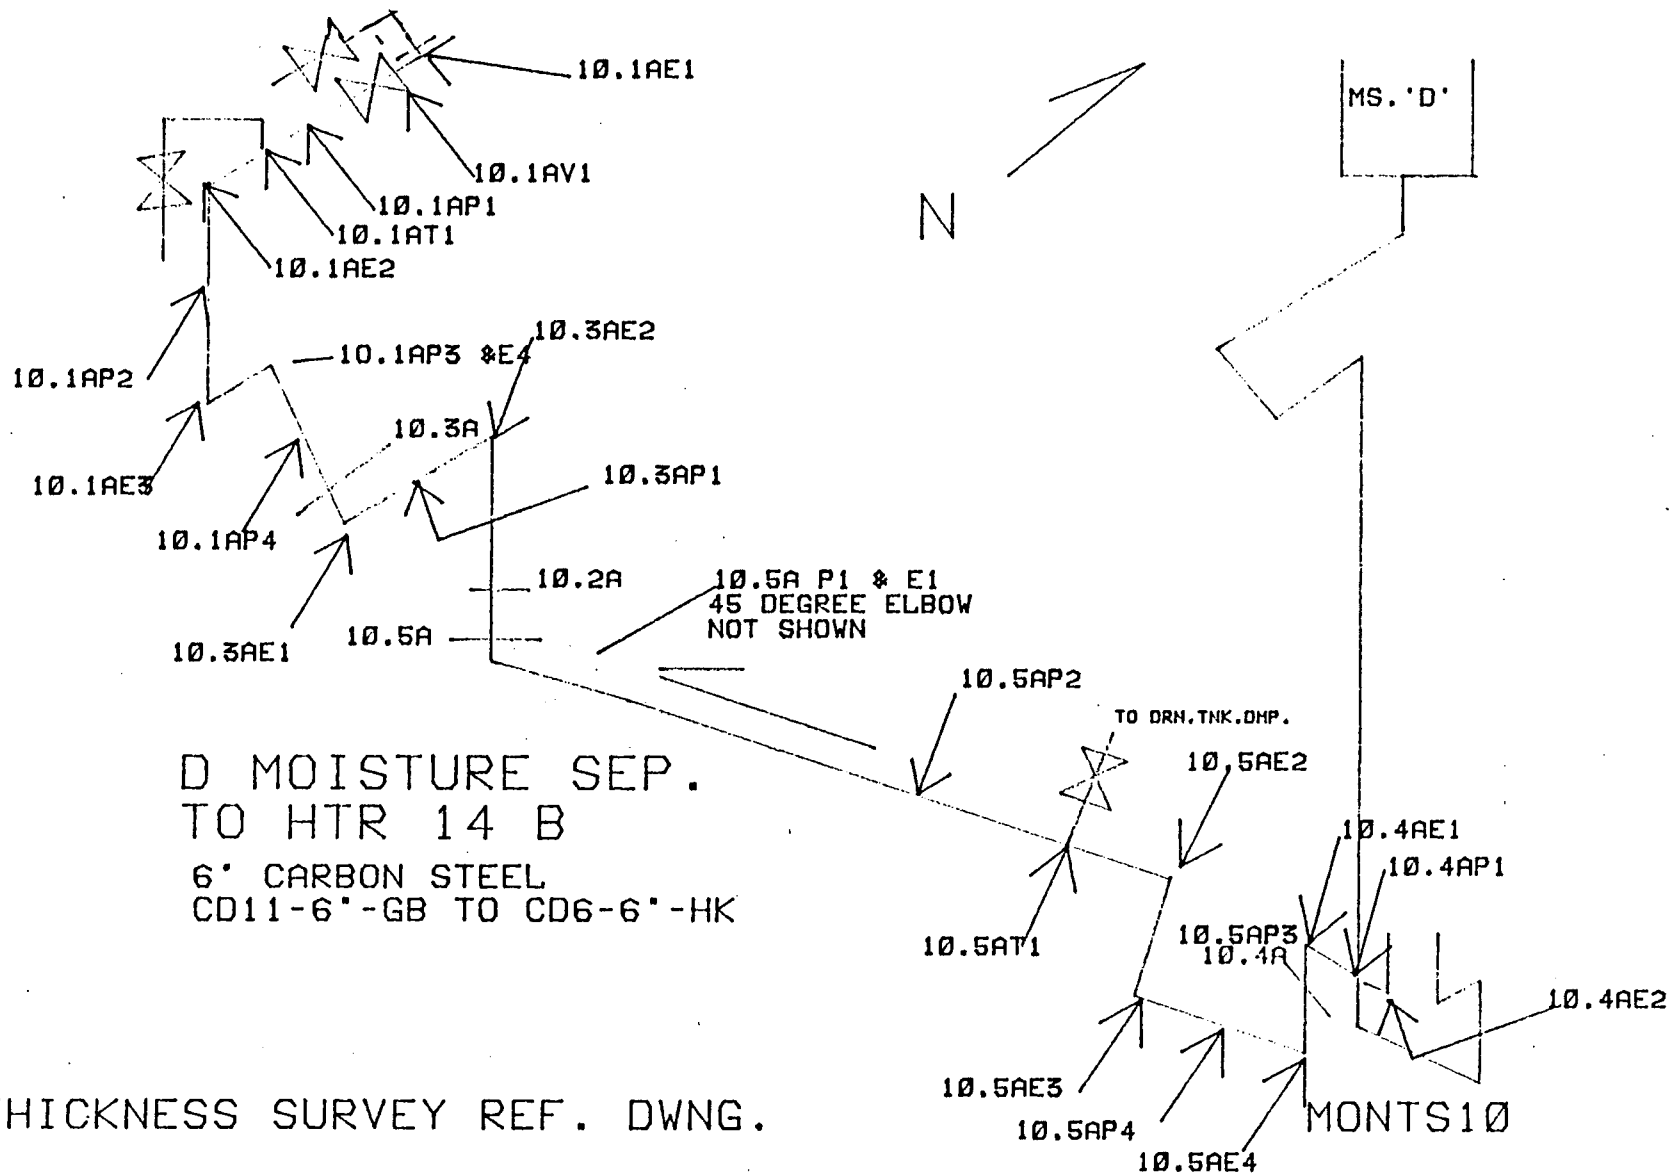 10.1AE1
MS.'D'
10.1AV1
10.1AP1
10.1AT1
10.1AE2
N
10.3AE2
10.1AP3 &E4
10.1AP2
10.3A
10.1AE3
10.3AP1
10.1AP4
10.2A
10.5A P1 & E1
45 DEGREE ELBOW
NOT SHOWN
10.5A
10.3AE1
10.5AP2
TO DRN.TNK.DMP.
10.5AE2
D MOISTURE SEP.
TO HTR 14 B
6" CARBON STEEL
CD11-6"-GB TO CD6-6"-HK
10.4AE1
10.4AP1
10.5AT1
10.5AP3
10.4A
10.4AE2
10.5AE3
10.5AP4
10.5AE4
HICKNESS SURVEY REF. DWNG.
MONTS10